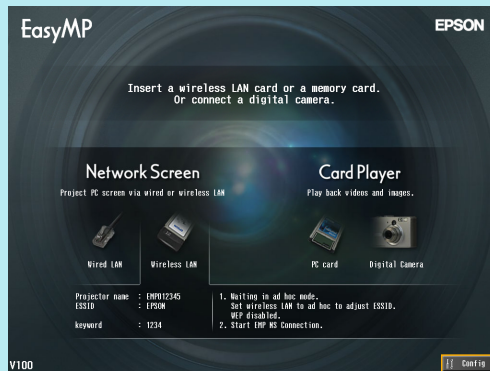 EasyMP
EPSON
Insert a wireless LAN card or a memory card.
Or connect a digital camera.
Network Screen
Project PC screen via wired or wireless LAN
Wired LAN
Wireless LAN
Card Player
Play back videos and images.
PC card
Digital Camera
Projector name : EMP012345
ESSID : EPSON
keyword : 1234
1. Waiting in ad hoc mode.
Set wireless LAN to ad hoc to adjust ESSID.
WEP disabled.
2. Start EMP NS Connection.
V100
Config